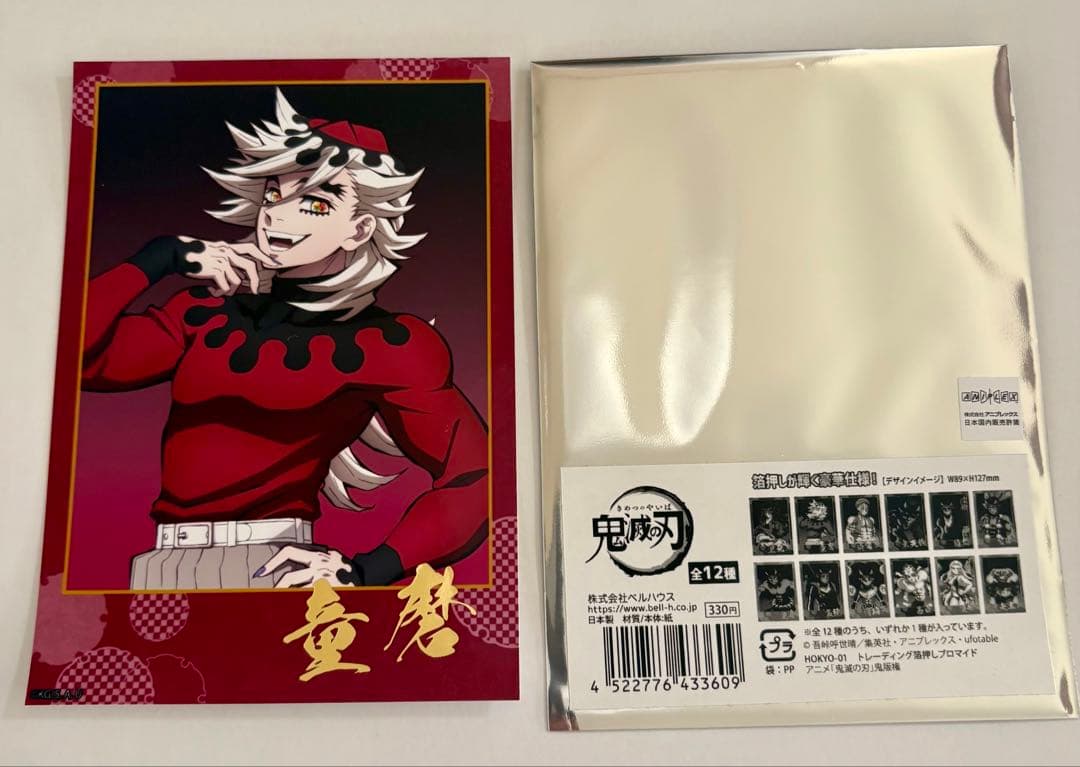 童磨
©K.G S,A,U
ANIPLEX
株式会社アニプレックス
日本国内販売許諾
箔押しが輝く豪華仕様！ [デザインイメージ] W89×H127mm
きめつのやいば
鬼滅の刃
全12種
株式会社ベルハウス
https://www.bell-h.co.jp 330円
日本製 材質/本体:紙
4 522776 433609
プラ
袋：PP
※全12種のうち、いずれか1種が入っています。
© 吾峠呼世晴／集英社・アニプレックス・ufotable
HOKYO-01 トレーディング箔押しブロマイド
アニメ「鬼滅の刃」鬼版権